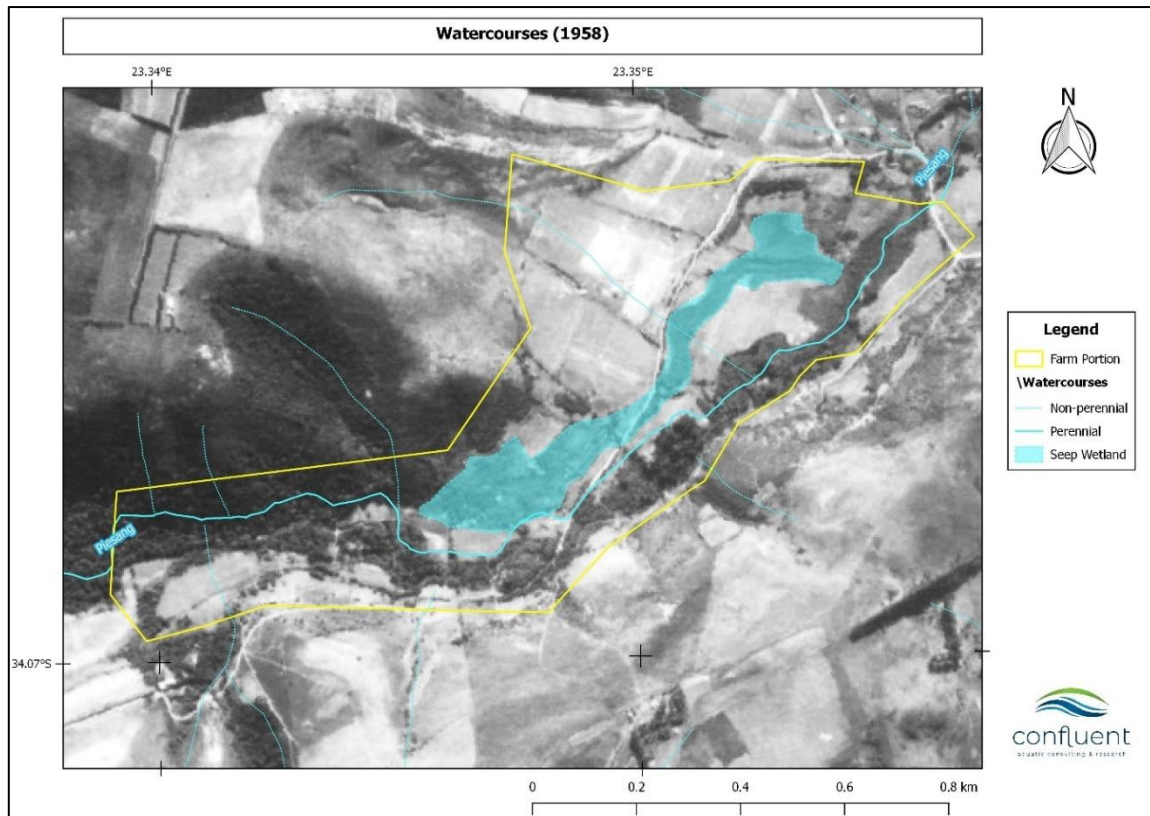 Watercourses (1958)
23.34°E
23.35°E
N
Piesang
Piesang
34.07°S
Legend
Farm Portion
\Watercourses
Non-perennial
Perennial
Seep Wetland
confluent
aquatic consulting & research
0 0.2 0.4 0.6 0.8 km